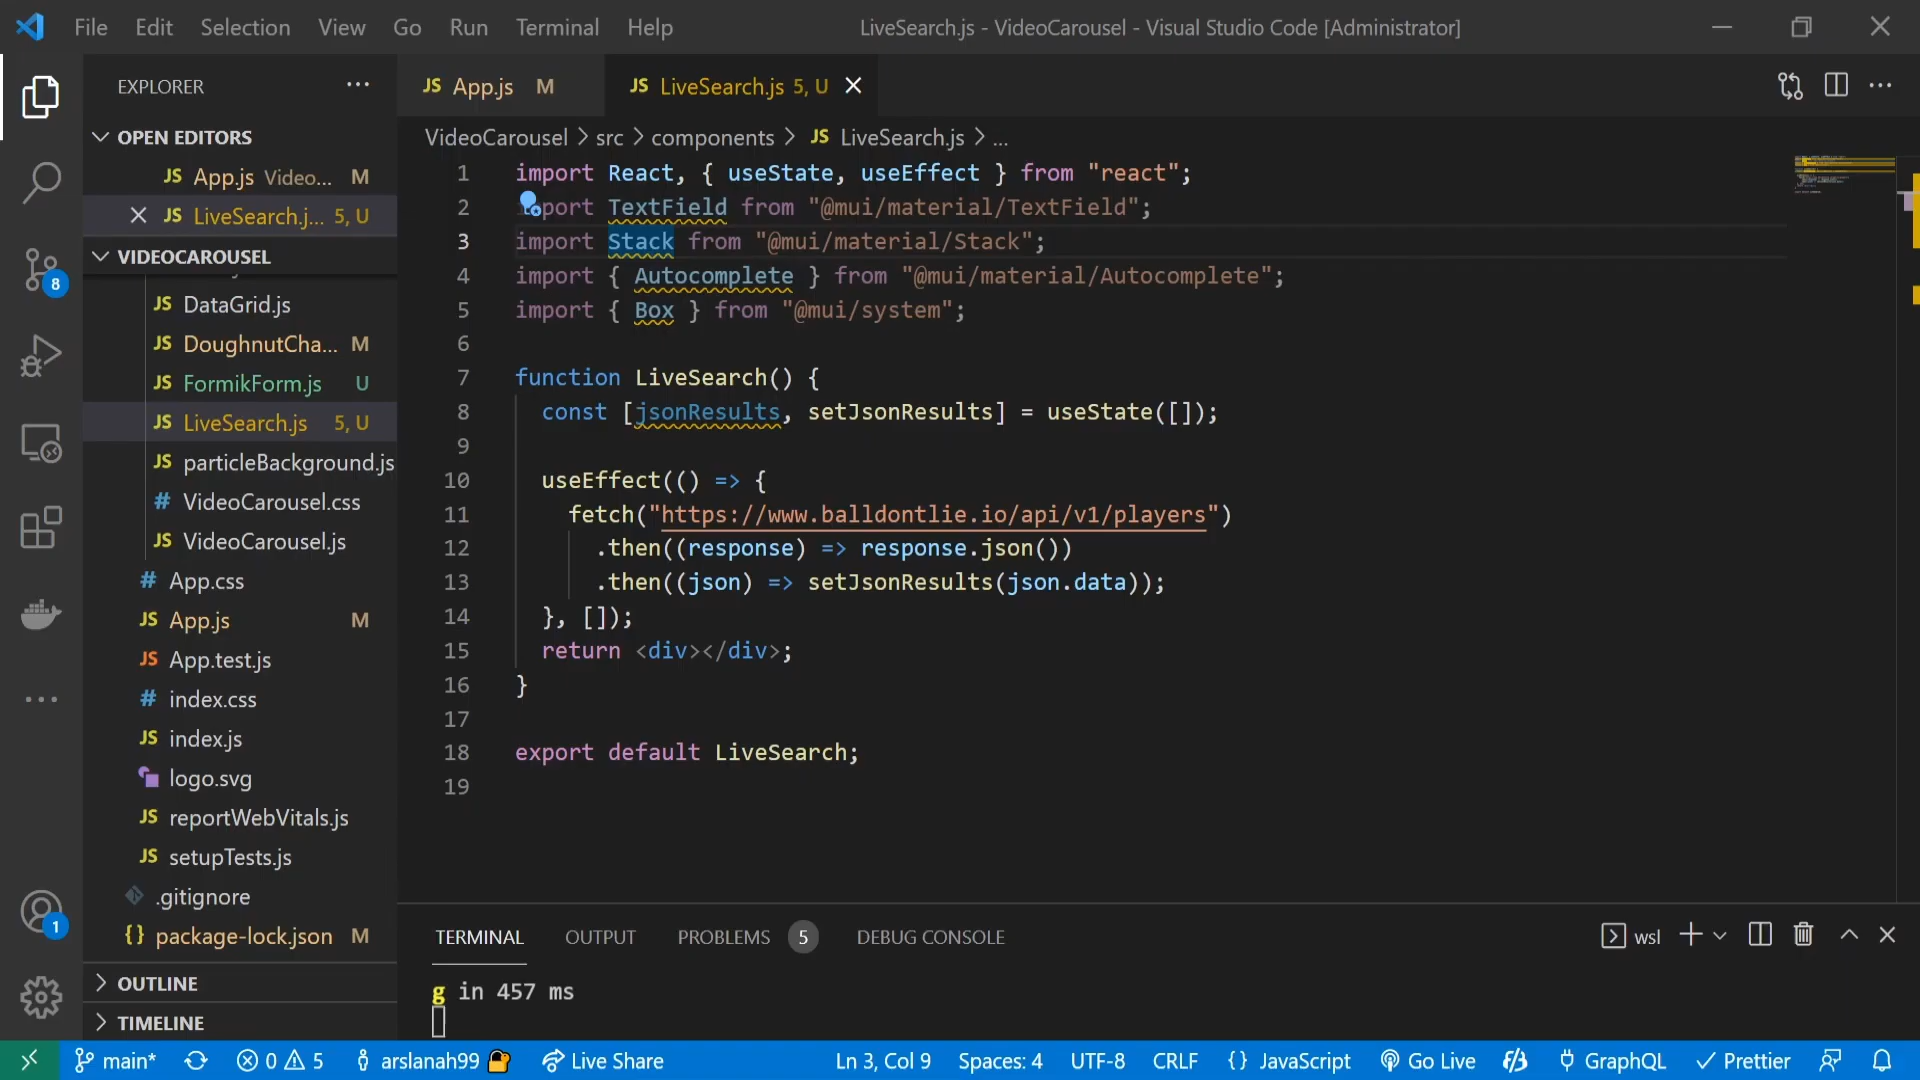 File Edit Selection View Go Run Terminal Help LiveSearch.js - VideoCarousel - Visual Studio Code [Administrator]
EXPLORER
JS App.js M
JS LiveSearch.js 5, U
OPEN EDITORS
JS App.js Video... M
JS LiveSearch.j... 5, U
VIDEOCAROUSEL
JS DataGrid.js
JS DoughnutCha... M
JS FormikForm.js U
JS LiveSearch.js 5, U
JS particleBackground.js
# VideoCarousel.css
JS VideoCarousel.js
# App.css
JS App.js M
JS App.test.js
# index.css
JS index.js
logo.svg
JS reportWebVitals.js
JS setupTests.js
.gitignore
{} package-lock.json M
OUTLINE
TIMELINE
8
1
VideoCarousel > src > components > JS LiveSearch.js > ...
1 import React, { useState, useEffect } from "react";
2 import TextField from "@mui/material/TextField";
3 import Stack from "@mui/material/Stack";
4 import { Autocomplete } from "@mui/material/Autocomplete";
5 import { Box } from "@mui/system";
6
7 function LiveSearch() {
8 const [jsonResults, setJsonResults] = useState([]);
9
10 useEffect(() => {
11 fetch("https://www.balldontlie.io/api/v1/players")
12 .then((response) => response.json())
13 .then((json) => setJsonResults(json.data));
14 }, []);
15 return <div></div>;
16 }
17
18 export default LiveSearch;
19
TERMINAL OUTPUT PROBLEMS 5 DEBUG CONSOLE wsl
g in 457 ms
main* 0 5 arslanah99 Live Share Ln 3, Col 9 Spaces: 4 UTF-8 CRLF {} JavaScript Go Live GraphQL Prettier